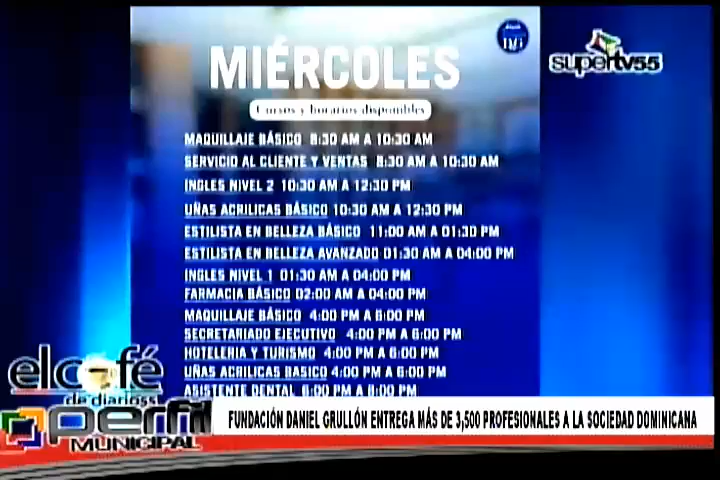 MIÉRCOLES
Cursos y horarios disponibles
supertv55
MAQUILLAJE BÁSICO 8:30 AM A 10:30 AM
SERVICIO AL CLIENTE Y VENTAS 8:30 AM A 10:30 AM
INGLES NIVEL 2 10:30 AM A 12:30 PM
UÑAS ACRILICAS BÁSICO 10:30 AM A 12:30 PM
ESTILISTA EN BELLEZA BÁSICO 11:00 AM A 01:30 PM
ESTILISTA EN BELLEZA AVANZADO 01:30 AM A 04:00 PM
INGLES NIVEL 1 01:30 AM A 04:00 PM
FARMACIA BÁSICO 02:00 AM A 04:00 PM
MAQUILLAJE BÁSICO 4:00 PM A 6:00 PM
SECRETARIADO EJECUTIVO 4:00 PM A 6:00 PM
HOTELERIA Y TURISMO 4:00 PM A 6:00 PM
UÑAS ACRILICAS BASICO 4:00 PM A 6:00 PM
ASISTENTE DENTAL 6:00 PM A 8:00 PM
el café
de diario55
perfil
MUNICIPAL
FUNDACIÓN DANIEL GRULLÓN ENTREGA MÁS DE 3,500 PROFESIONALES A LA SOCIEDAD DOMINICANA